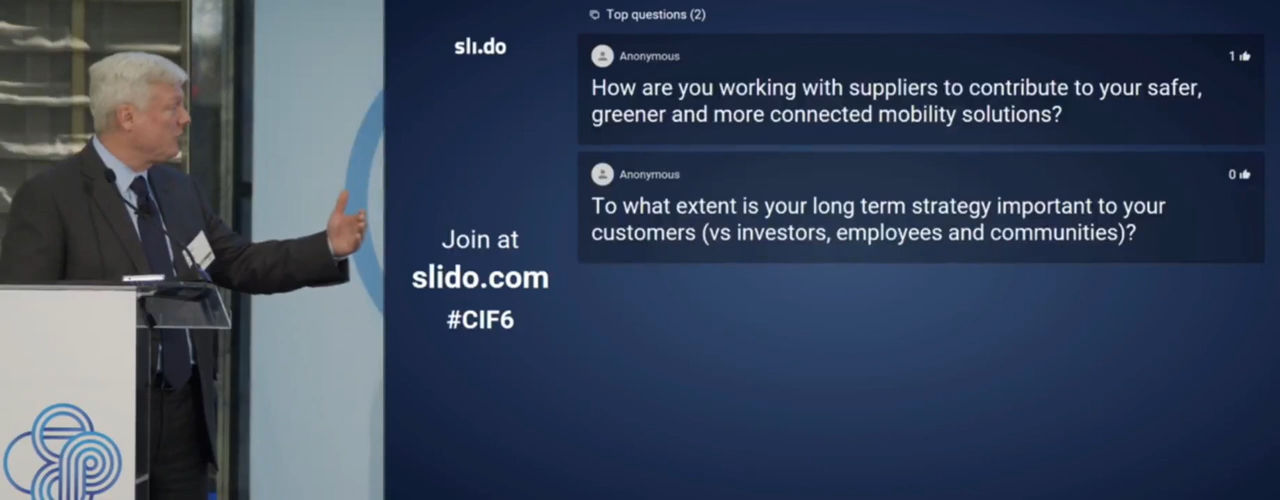 Top questions (2)
sli.do
Anonymous
1
How are you working with suppliers to contribute to your safer,
greener and more connected mobility solutions?
Anonymous
0
To what extent is your long term strategy important to your
customers (vs investors, employees and communities)?
Join at
slido.com
#CIF6